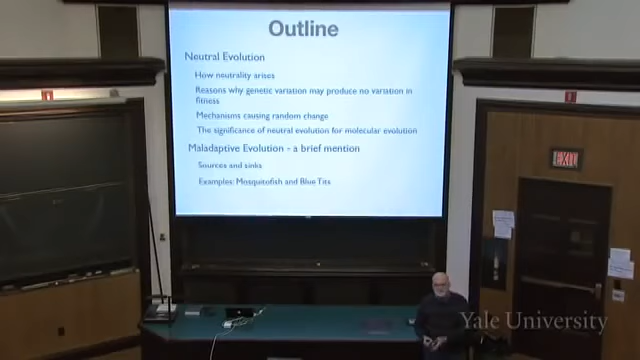 Outline
Neutral Evolution
How neutrality arises
Reasons why genetic variation may produce no variation in
fitness
Mechanisms causing random change
The significance of neutral evolution for molecular evolution
Maladaptive Evolution - a brief mention
Sources and sinks
Examples: Mosquitofish and Blue Tits
EXIT
Yale University